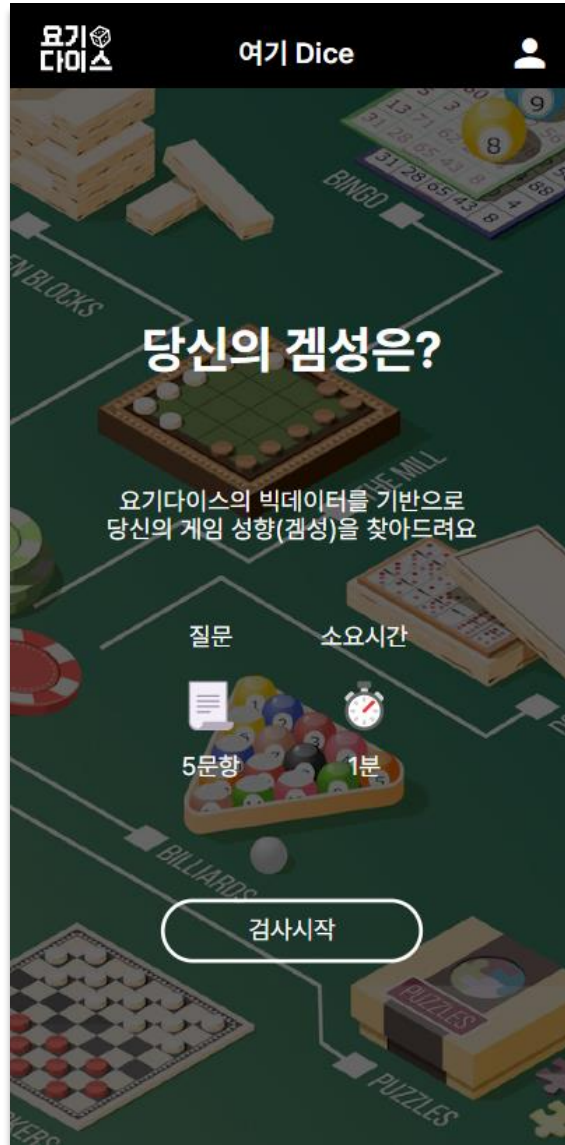 요기
다이스
여기 Dice
BINGO
당신의 겜성은?
THE MILL
요기다이스의 빅데이터를 기반으로
당신의 게임 성향(겜성)을 찾아드려요
질문
소요시간
5문항
1분
BILLIARDS
검사시작
PUZZLES
PUZZLES